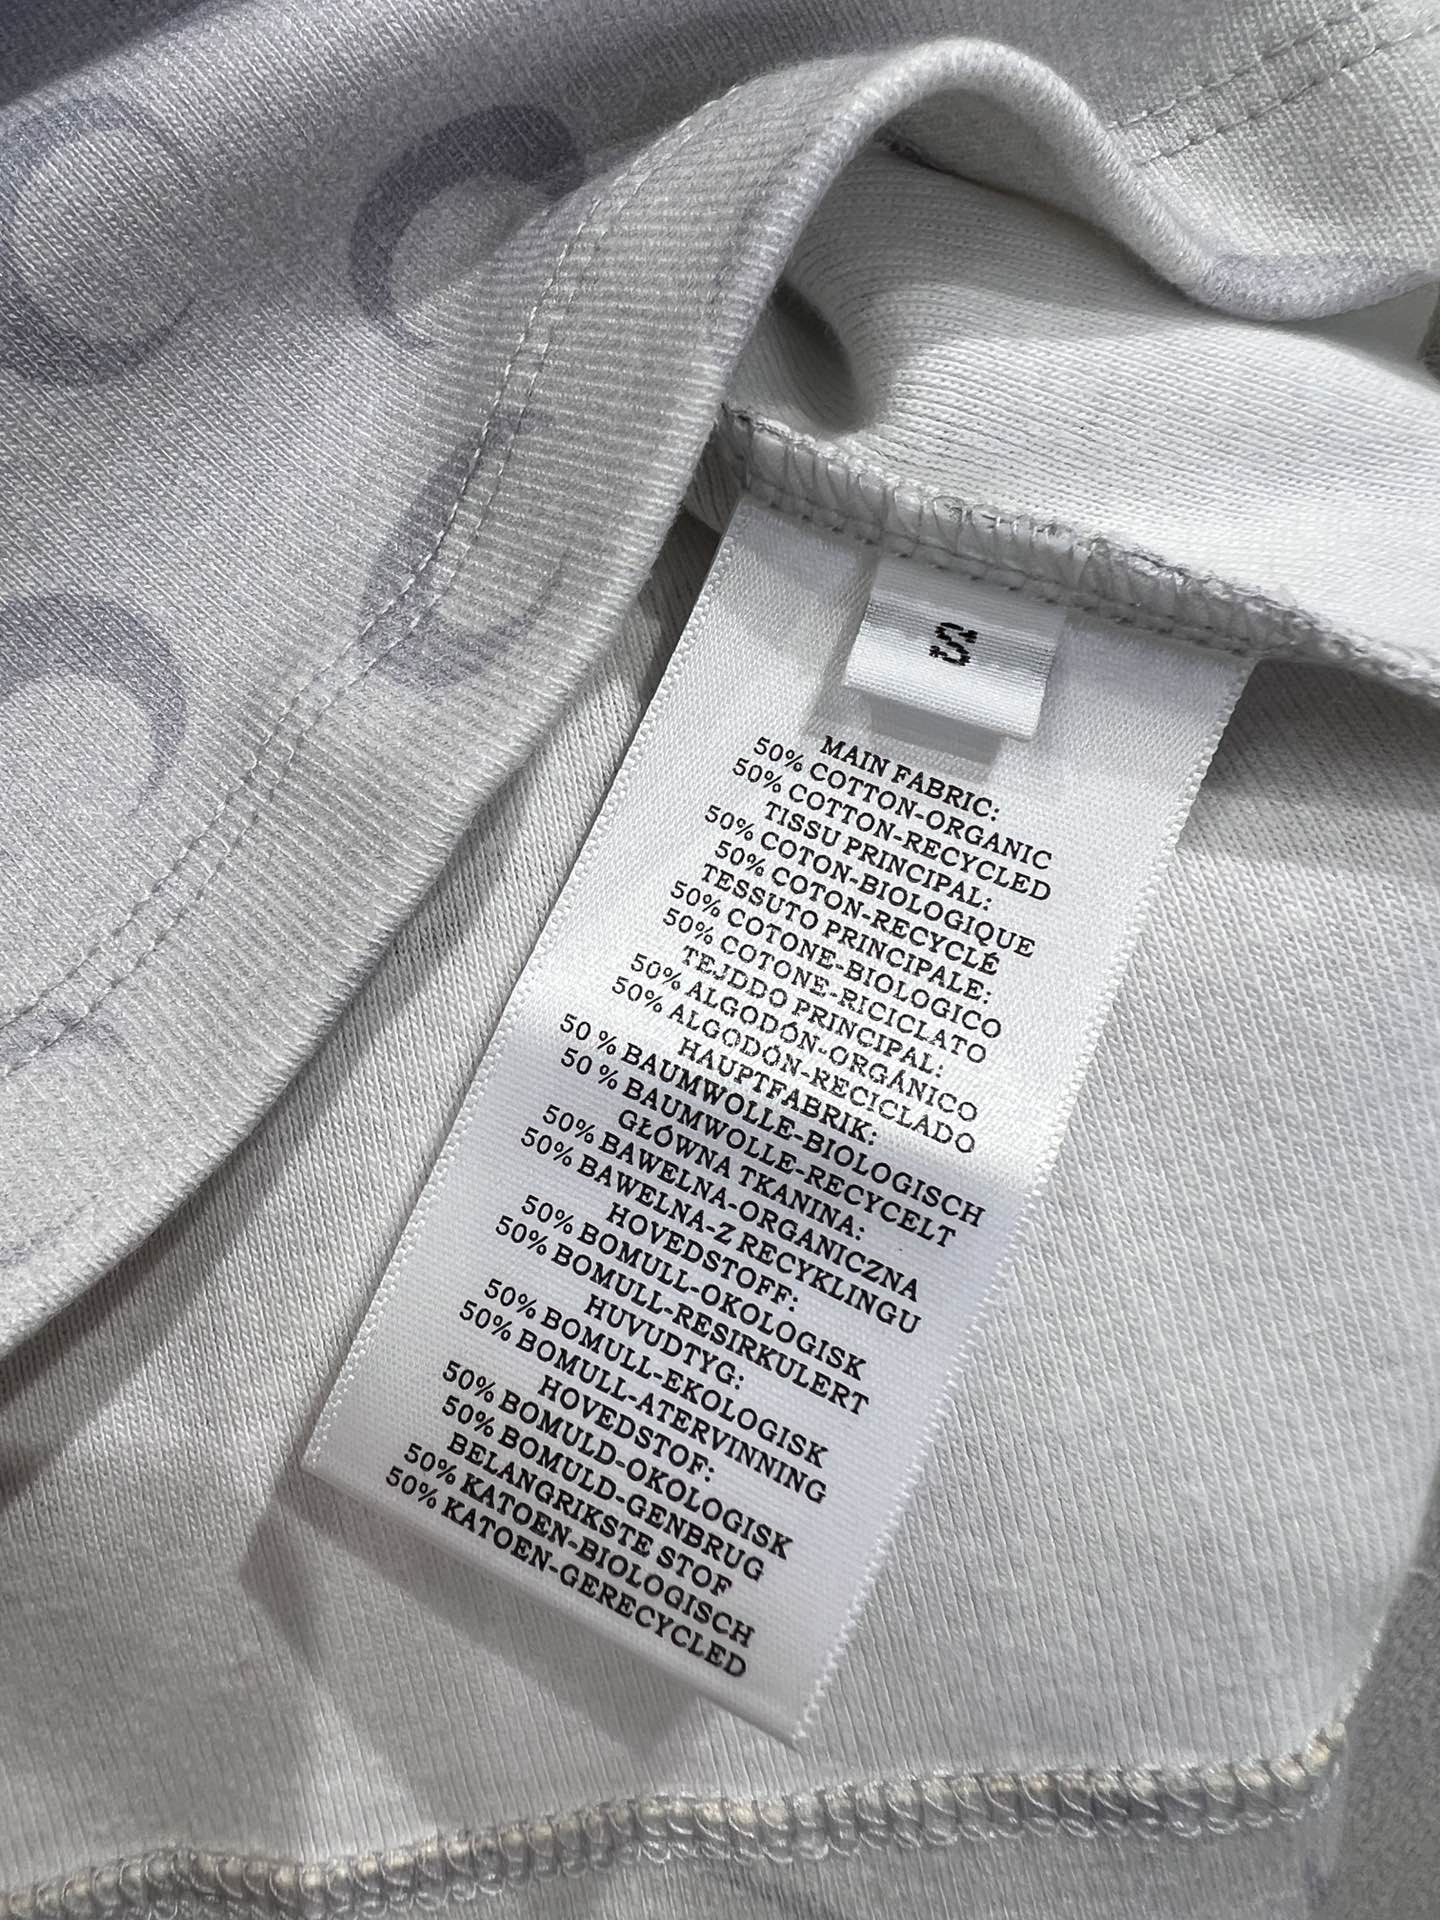 S
MAIN FABRIC:
50% COTTON-ORGANIC
50% COTTON-RECYCLED
TISSU PRINCIPAL:
50% COTON-BIOLOGIQUE
50% COTON-RECYCLÉ
TESSUTO PRINCIPALE:
50% COTONE-BIOLOGICO
50% COTONE-RICICLATO
TEJDDO PRINCIPAL:
50% ALGODÓN-ORGÁNICO
50% ALGODÓN-RECICLADO
HAUPTFABRIK:
50 % BAUMWOLLE-BIOLOGISCH
50 % BAUMWOLLE-RECYCELT
GŁÓWNA TKANINA:
50% BAWELNA-ORGANICZNA
50% BAWELNA-Z RECYKLINGU
HOVEDSTOFF:
50% BOMULL-OKOLOGISK
50% BOMULL-RESIRKULERT
HUVUDTYG:
50% BOMULL-EKOLOGISK
50% BOMULL-ATERVINNING
HOVEDSTOF:
50% BOMULD-OKOLOGISK
50% BOMULD-GENBRUG
BELANGRIKSTE STOF
50% KATOEN-BIOLOGISCH
50% KATOEN-GERECYCLED